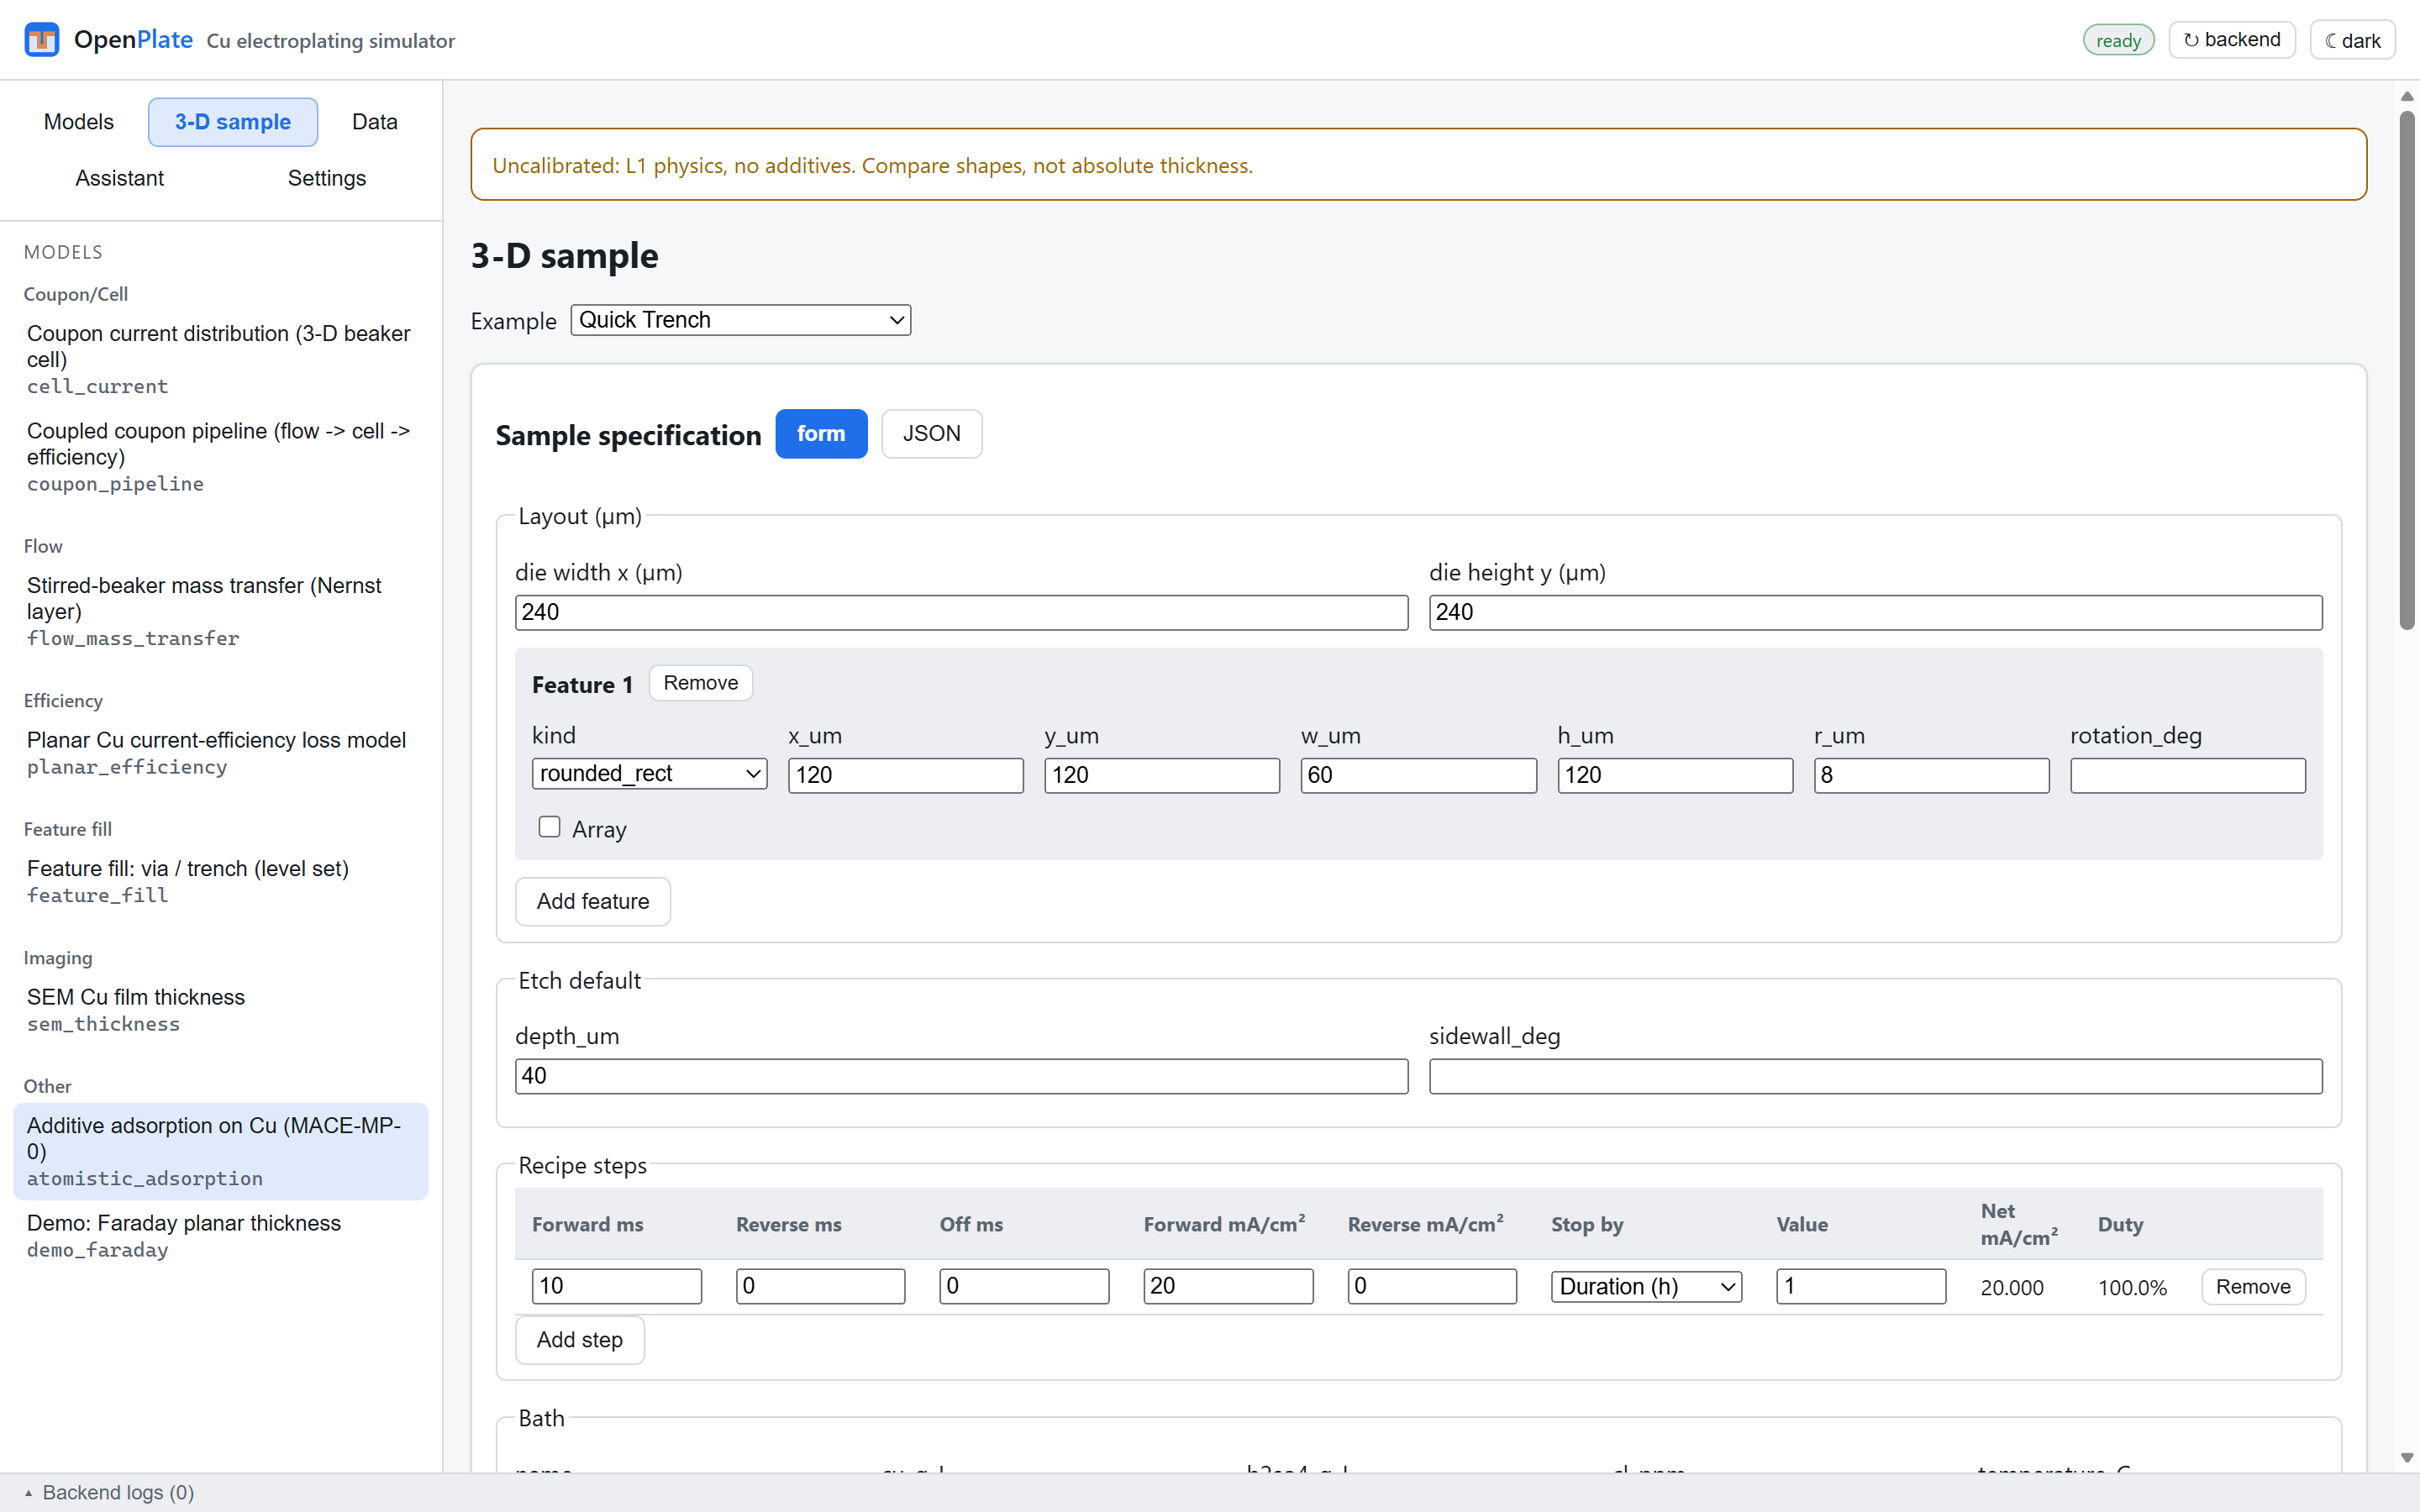 OpenPlate Cu electroplating simulator
ready
↻ backend
☾ dark
Models
3-D sample
Data
Assistant
Settings
MODELS
Coupon/Cell
Coupon current distribution (3-D beaker
cell)
cell_current
Coupled coupon pipeline (flow -> cell ->
efficiency)
coupon_pipeline
Flow
Stirred-beaker mass transfer (Nernst
layer)
flow_mass_transfer
Efficiency
Planar Cu current-efficiency loss model
planar_efficiency
Feature fill
Feature fill: via / trench (level set)
feature_fill
Imaging
SEM Cu film thickness
sem_thickness
Other
Additive adsorption on Cu (MACE-MP-
0)
atomistic_adsorption
Demo: Faraday planar thickness
demo_faraday
Uncalibrated: L1 physics, no additives. Compare shapes, not absolute thickness.
3-D sample
Example Quick Trench
Sample specification form JSON
Layout (µm)
die width x (µm) die height y (µm)
240 240
Feature 1 Remove
kind x_um y_um w_um h_um r_um rotation_deg
rounded_rect 120 120 60 120 8
Array
Add feature
Etch default
depth_um sidewall_deg
40
Recipe steps
Forward ms Reverse ms Off ms Forward mA/cm² Reverse mA/cm² Stop by Value Net mA/cm² Duty
10 0 0 20 0 Duration (h) 1 20.000 100.0% Remove
Add step
Bath
name cu_g_l h2so4_g_l cl_ppm temperature_C
▲ Backend logs (0)